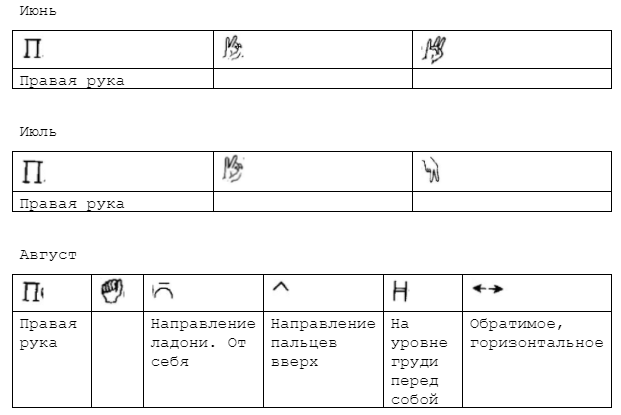 Июнь
П
Правая рука
Июль
П
Правая рука
Август
П
Правая
рука
Направление
ладони. От
себя
Направление
пальцев
вверх
На
уровне
груди
перед
собой
Обратимое,
горизонтальное